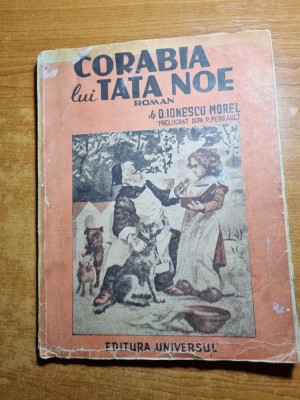 CORABIA
lui TATA NOE
ROMAN
de D. IONESCU MOREL
PRELUCRAT DUPĂ P. PERRAULT
EDITURA UNIVERSUL